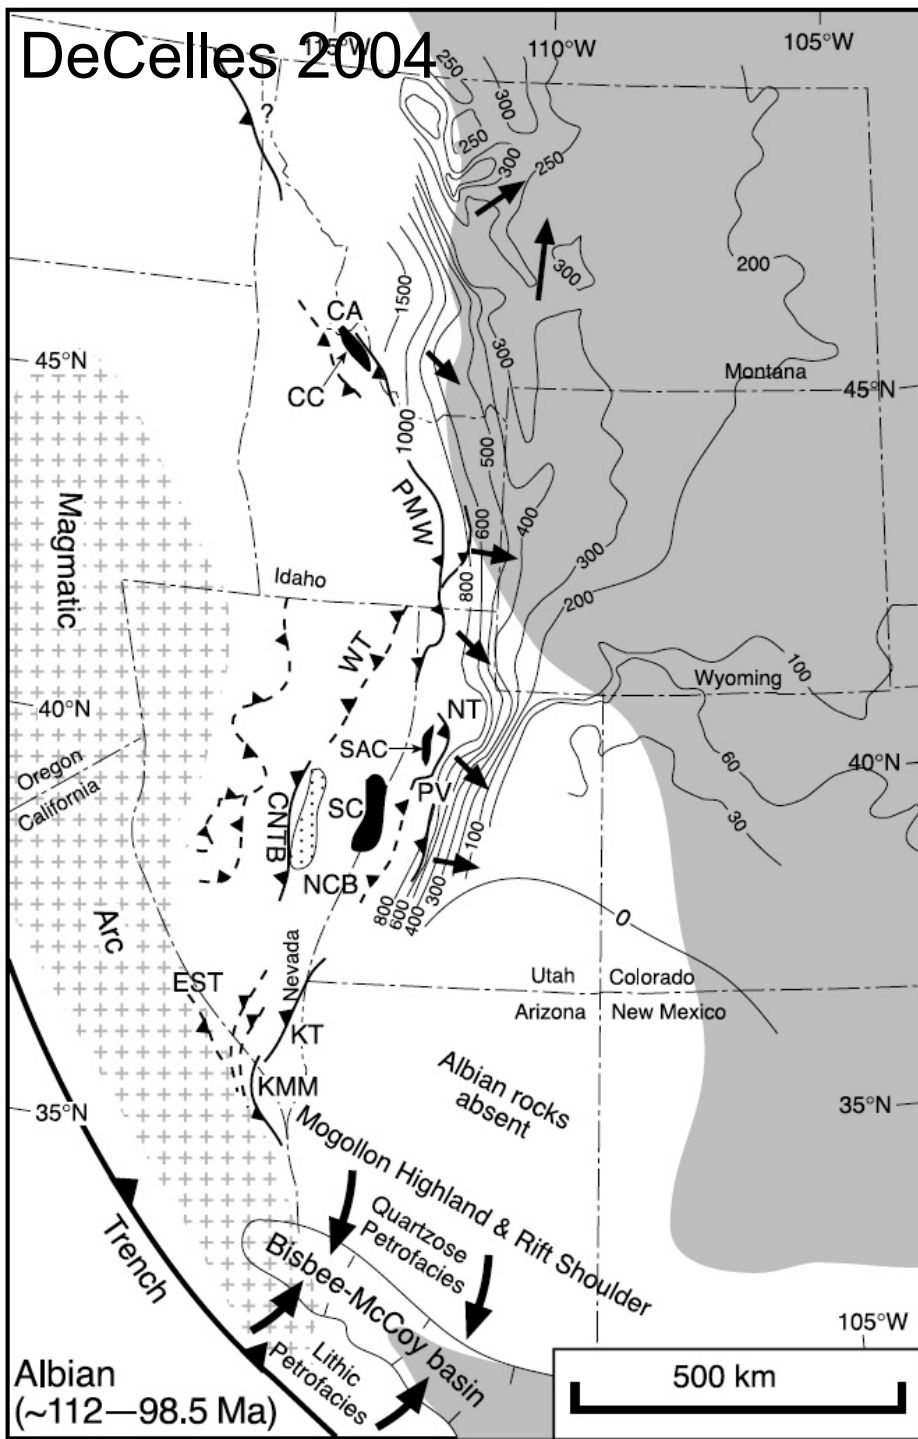 DeCelles 2004
115°W
110°W
105°W
250
300
250
300
250
?
200
300
1500
CA
300
45°N
Montana
45°N
CC
1000
500
PMW
600
400
Magmatic
300
Idaho
800
200
WT
100
Wyoming
40°N
NT
SAC
60
40°N
Oregon
California
PV
SC
CNTB
30
100
NCB
300
800
600
400
0
Arc
Nevada
EST
Utah
Colorado
Arizona
New Mexico
KT
Albian rocks
absent
KMM
35°N
35°N
Mogollon Highland & Rift Shoulder
Quartzose
Petrofacies
Trench
Bisbee-McCoy basin
105°W
Lithic
Petrofacies
Albian
(~112—98.5 Ma)
500 km